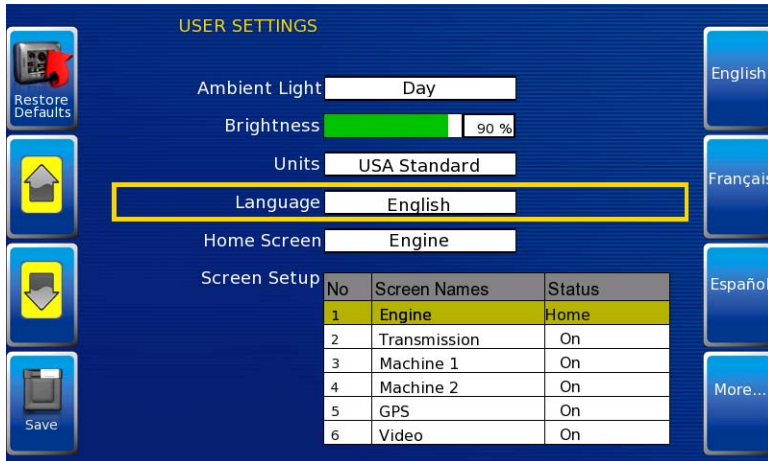 USER SETTINGS
Restore
Defaults
Ambient Light Day
Brightness 90 %
Units USA Standard
Language English
Home Screen Engine
Screen Setup
No Screen Names Status
1 Engine Home
2 Transmission On
3 Machine 1 On
4 Machine 2 On
5 GPS On
6 Video On
Save
English
Français
Español
More...